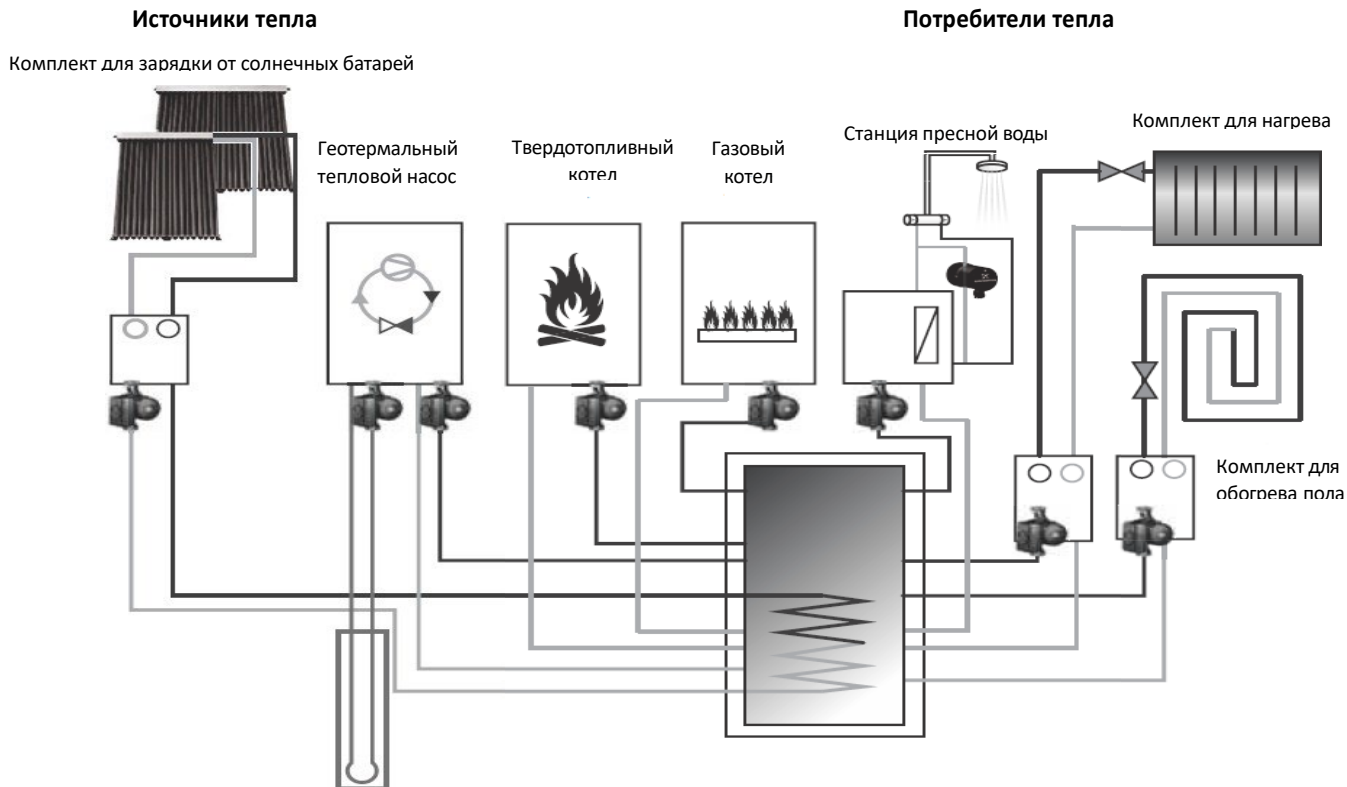 Источники тепла
Потребители тепла
Комплект для зарядки от солнечных батарей
Геотермальный
тепловой насос
Твердотопливный
котел
Газовый
котел
Станция пресной воды
Комплект для нагрева
Комплект для
обогрева пола